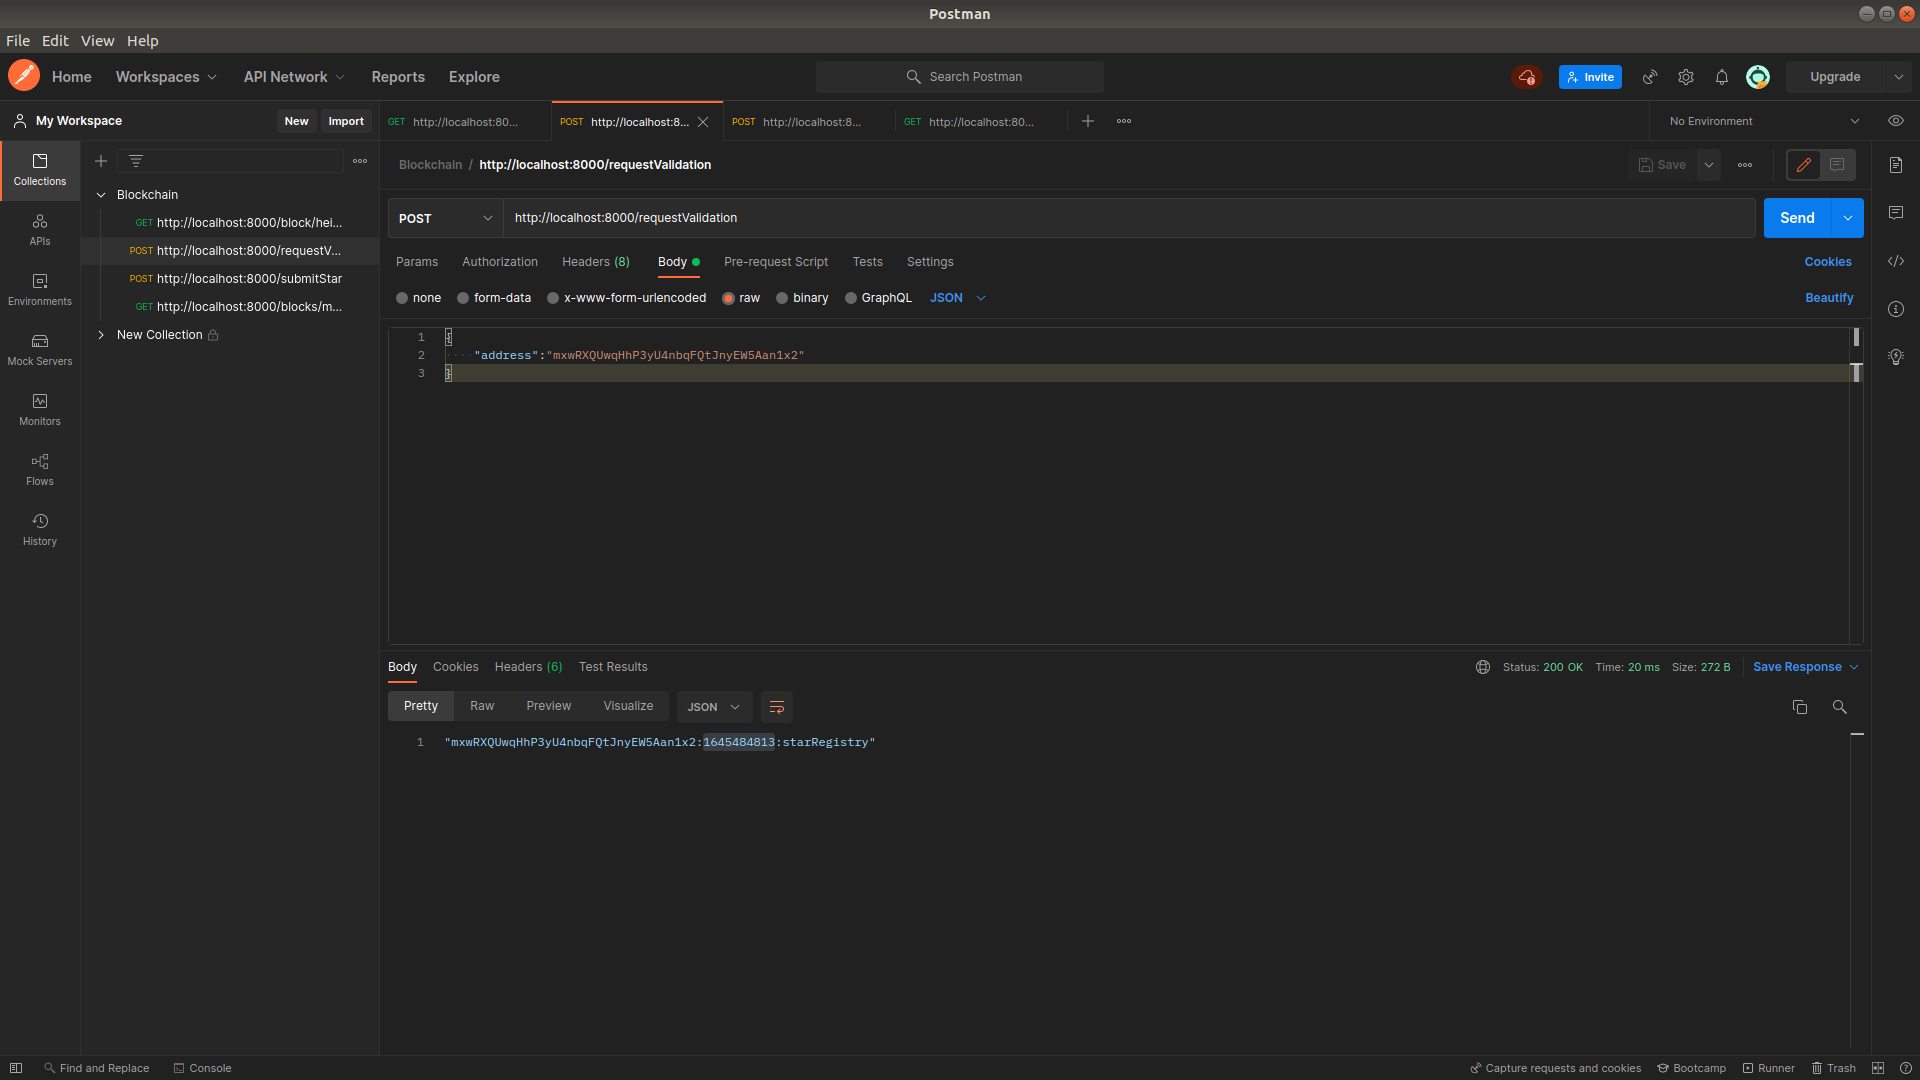 Postman
File Edit View Help
Home Workspaces API Network Reports Explore Search Postman Invite Upgrade
My Workspace New Import GET http://localhost:80... POST http://localhost:8... POST http://localhost:8... GET http://localhost:80... No Environment
Collections
APIs
Environments
Mock Servers
Monitors
Flows
History
Blockchain
GET http://localhost:8000/block/hei...
POST http://localhost:8000/requestV...
POST http://localhost:8000/submitStar
GET http://localhost:8000/blocks/m...
New Collection
Blockchain / http://localhost:8000/requestValidation Save
POST http://localhost:8000/requestValidation Send
Params Authorization Headers (8) Body Pre-request Script Tests Settings Cookies
none form-data x-www-form-urlencoded raw binary GraphQL JSON Beautify
1 {
2 "address":"mxwRXQUwqHhP3yU4nbqFQtJnyEW5Aan1x2"
3 }
Body Cookies Headers (6) Test Results Status: 200 OK Time: 20 ms Size: 272 B Save Response
Pretty Raw Preview Visualize JSON
1 "mxwRXQUwqHhP3yU4nbqFQtJnyEW5Aan1x2:1645484813:starRegistry"
Find and Replace Console Capture requests and cookies Bootcamp Runner Trash